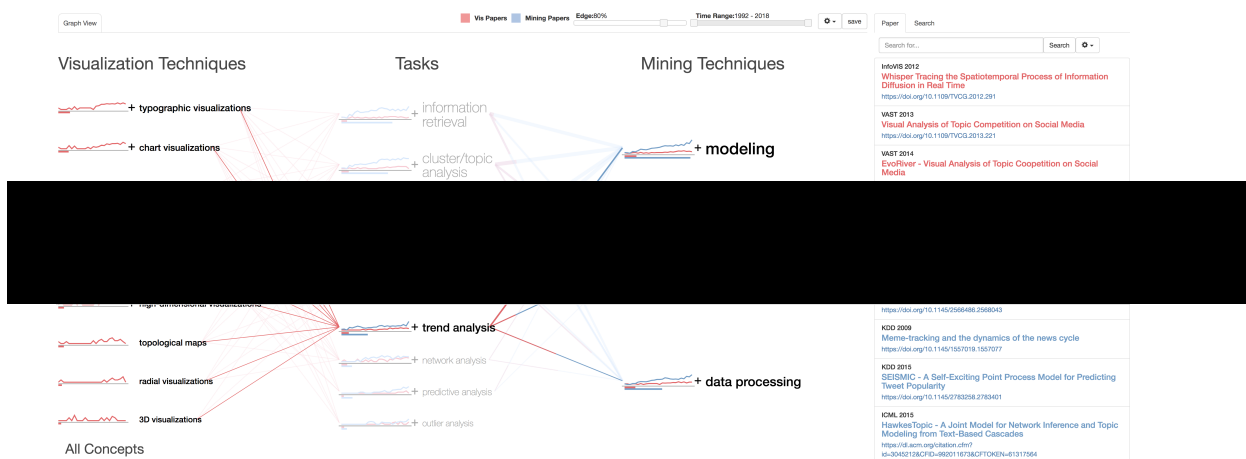 Graph View
Vis Papers
Mining Papers
Edge:80%
Time Range:1992 - 2018
save
Paper
Search
Search for...
Search
Visualization Techniques
Tasks
Mining Techniques
+ typographic visualizations
+ chart visualizations
+ high-dimensional visualizations
topological maps
radial visualizations
3D visualizations
All Concepts
+ information
retrieval
+ cluster/topic
analysis
+ trend analysis
+ network analysis
+ predictive analysis
+ outlier analysis
+ modeling
+ data processing
InfoVIS 2012
Whisper Tracing the Spatiotemporal Process of Information
Diffusion in Real Time
https://doi.org/10.1109/TVCG.2012.291
VAST 2013
Visual Analysis of Topic Competition on Social Media
https://doi.org/10.1109/TVCG.2013.221
VAST 2014
EvoRiver - Visual Analysis of Topic Coopetition on Social
Media
https://doi.org/10.1145/2566486.2568043
KDD 2009
Meme-tracking and the dynamics of the news cycle
https://doi.org/10.1145/1557019.1557077
KDD 2015
SEISMIC - A Self-Exciting Point Process Model for Predicting
Tweet Popularity
https://doi.org/10.1145/2783258.2783401
ICML 2015
HawkesTopic - A Joint Model for Network Inference and Topic
Modeling from Text-Based Cascades
https://dl.acm.org/citation.cfm?
id=3045212&CFID=992011673&CFTOKEN=61317564